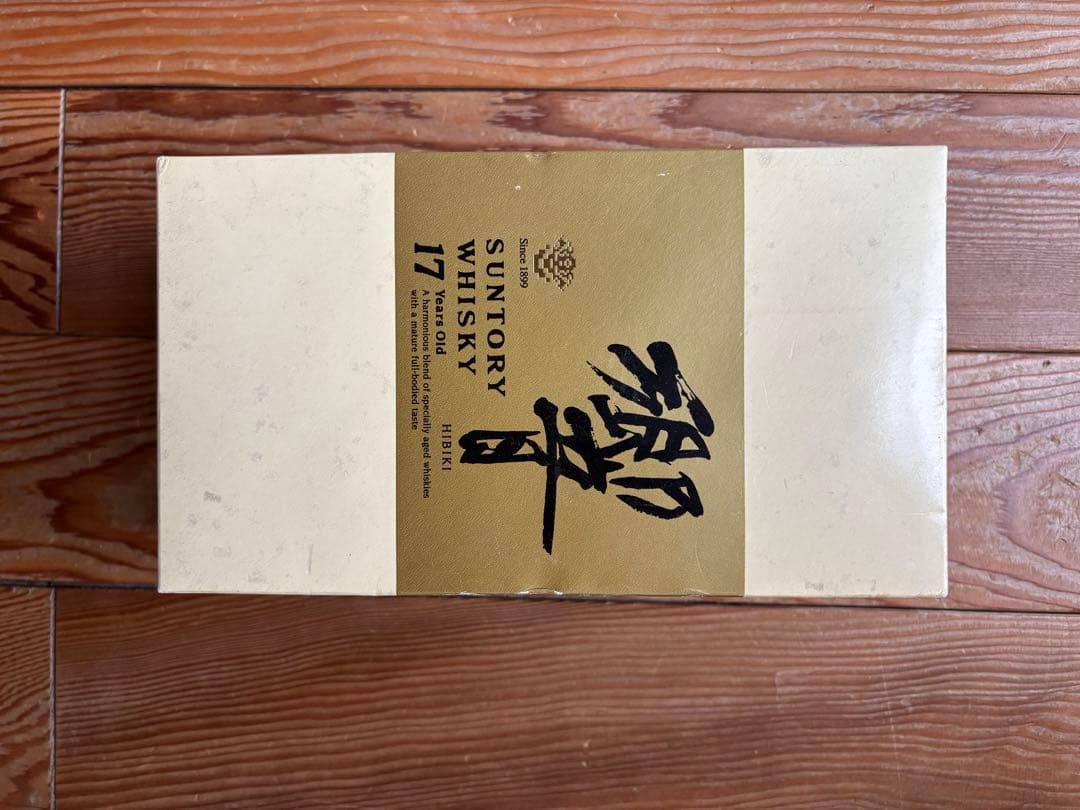 響
Since 1899
SUNTORY
WHISKY
HIBIKI
17 Years Old
A harmonious blend of specially aged whiskies
with a mature full-bodied taste